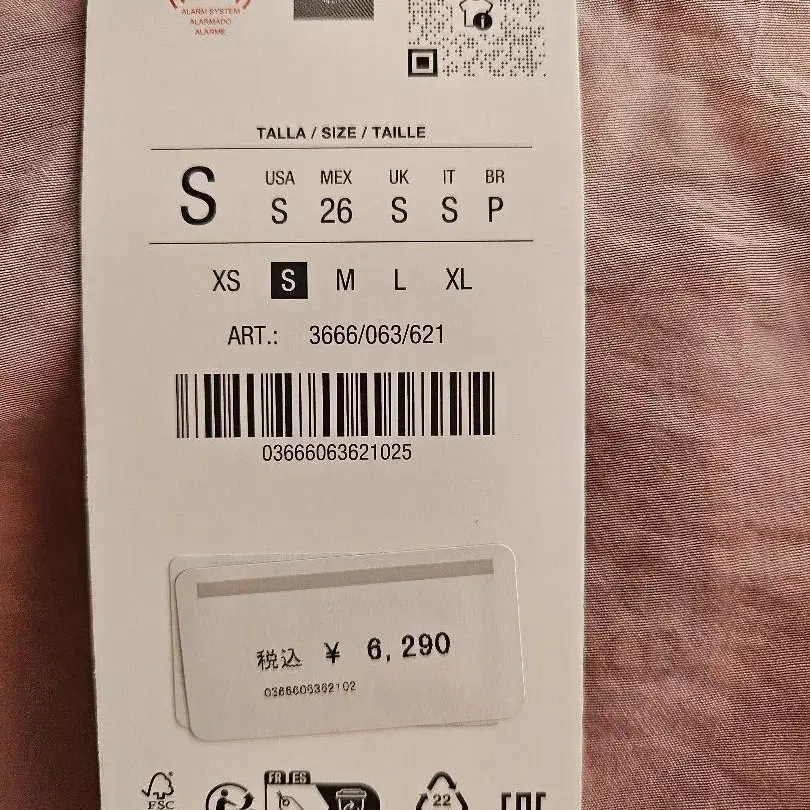 ALARM SYSTEM
ALARMADO
ALARME
TALLA / SIZE / TAILLE
S
USA MEX UK IT BR
S 26 S S P
XS S M L XL
ART.: 3666/063/621
03666063621025
税込 ¥ 6,290
0366606362102
FR ES
FSC
22